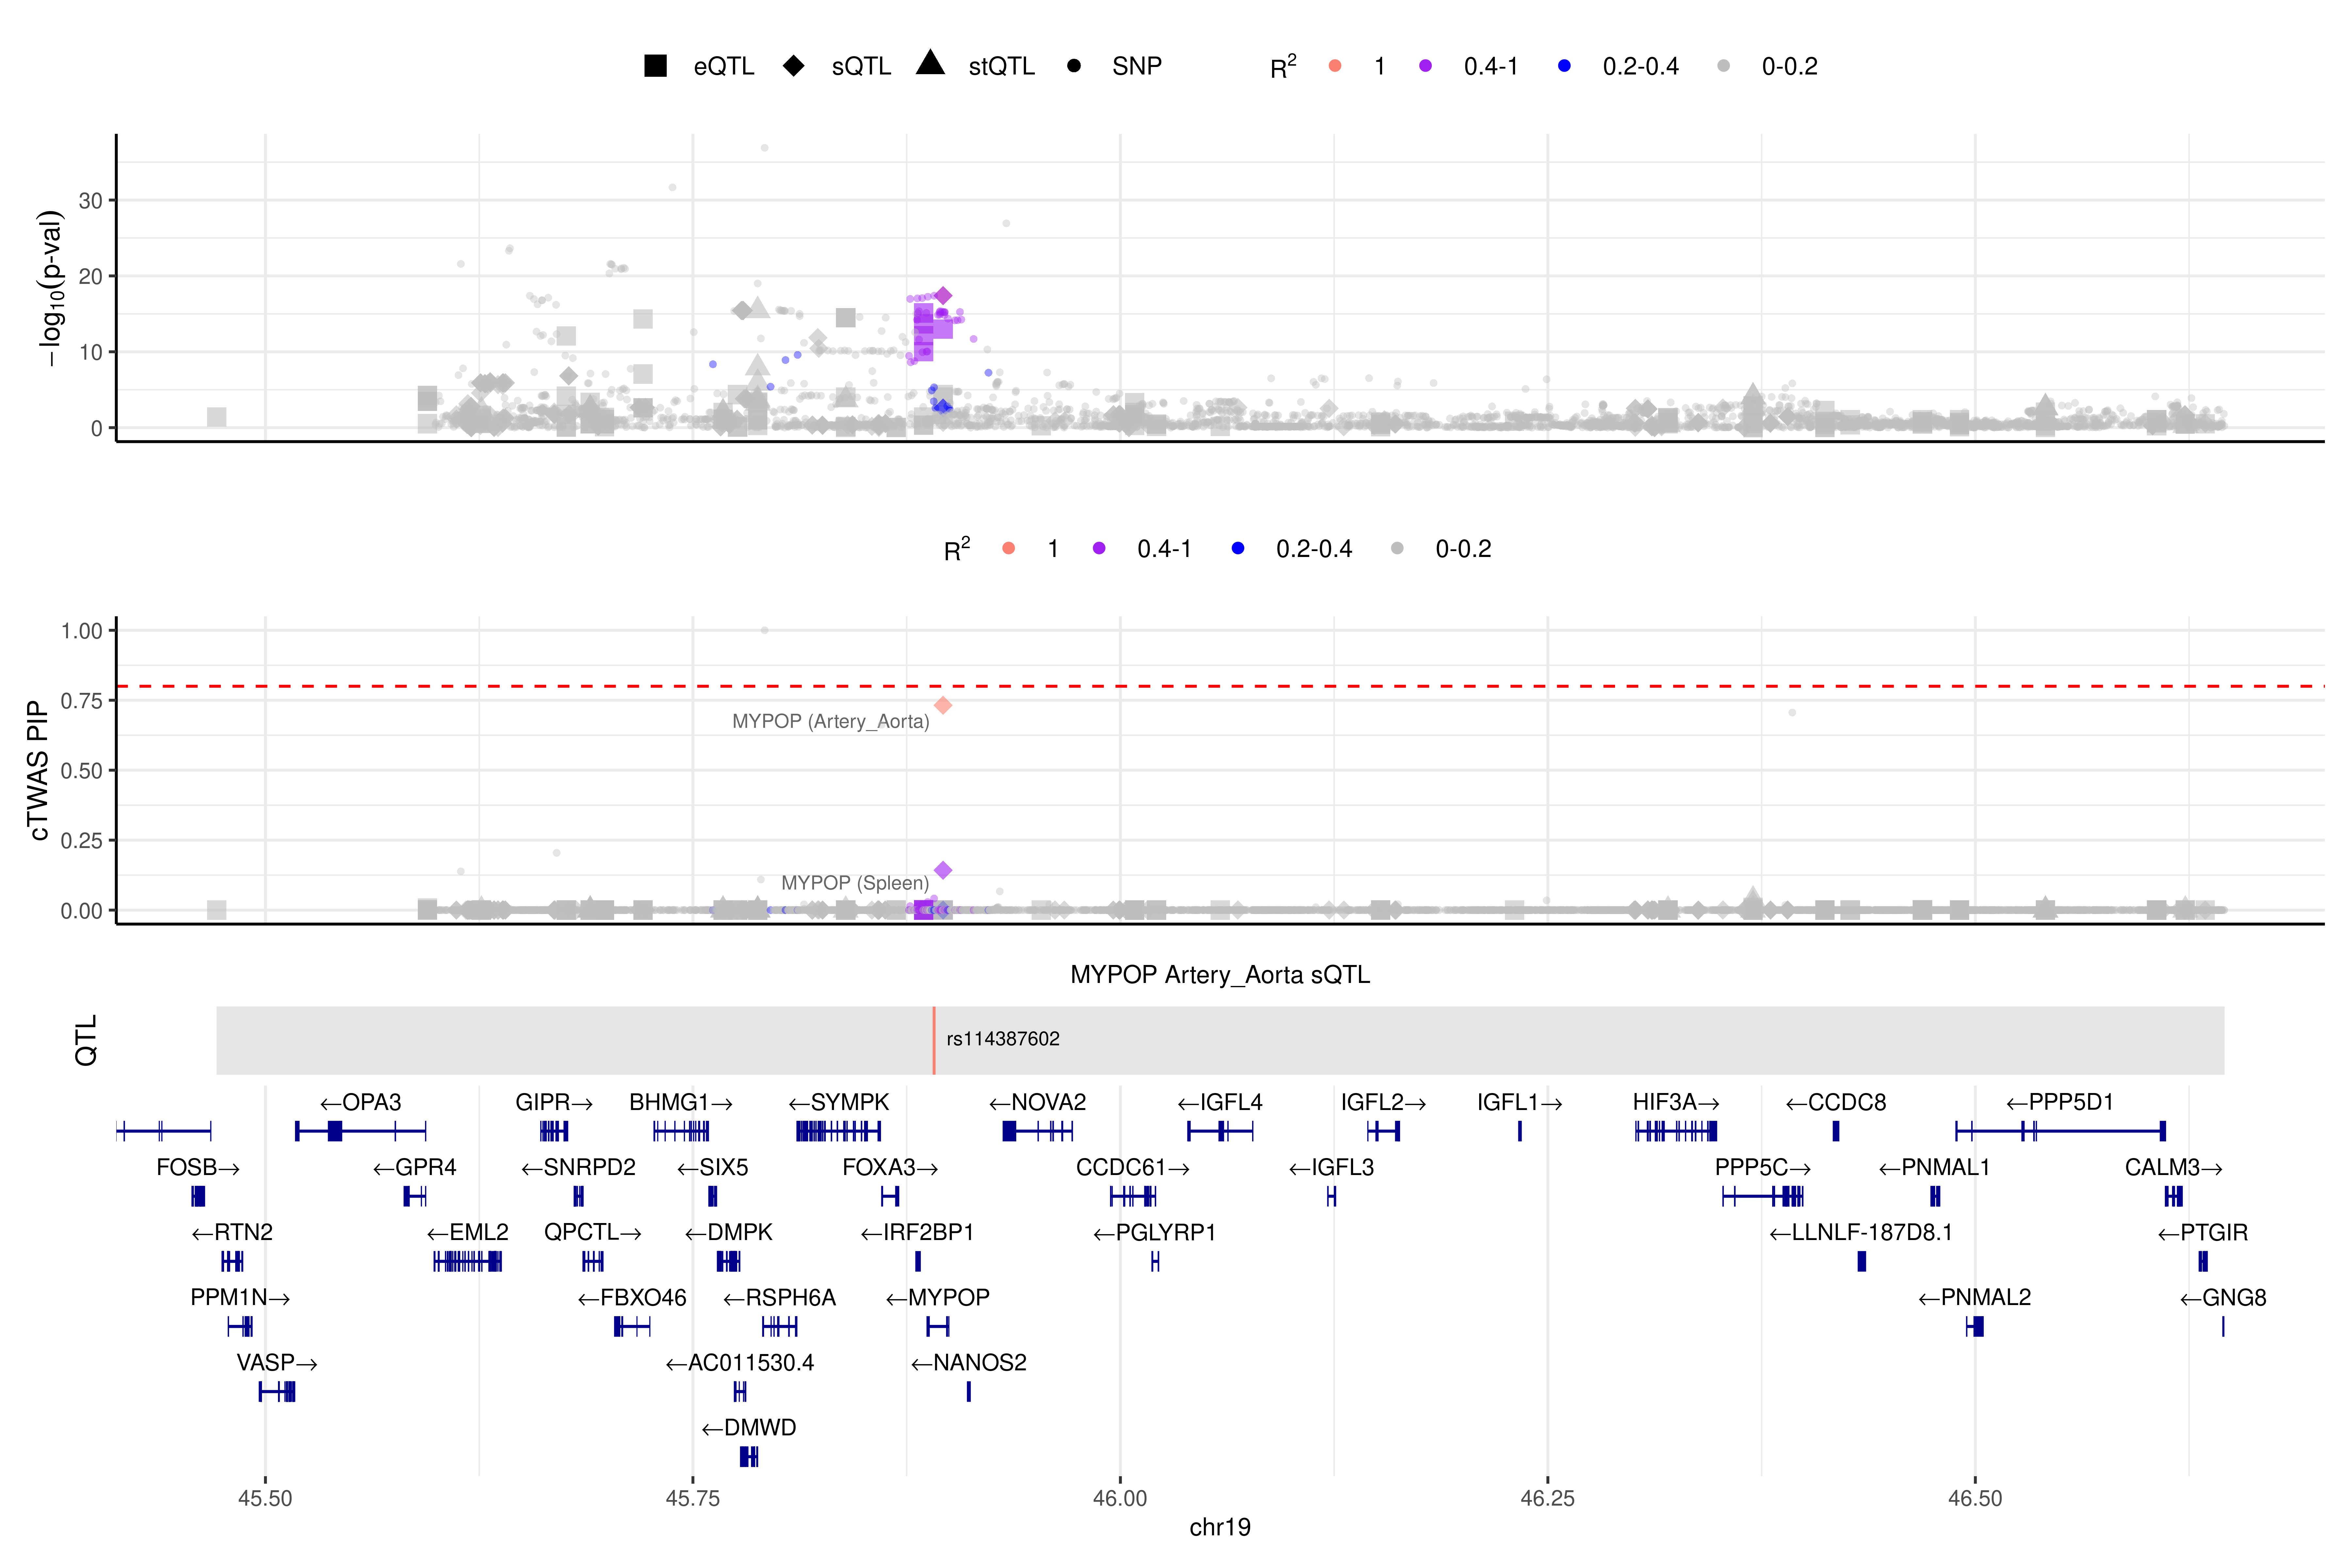 eQTL sQTL stQTL SNP R² 1 0.4-1 0.2-0.4 0-0.2
−log₁₀(p-val)
30
20
10
0
R² 1 0.4-1 0.2-0.4 0-0.2
cTWAS PIP
1.00
0.75
0.50
0.25
0.00
MYPOP (Artery_Aorta)
MYPOP (Spleen)
MYPOP Artery_Aorta sQTL
QTL
rs114387602
←OPA3 GIPR→ BHMG1→ ←SYMPK ←NOVA2 ←IGFL4 IGFL2→ IGFL1→ HIF3A→ ←CCDC8 ←PPP5D1
FOSB→ ←GPR4 ←SNRPD2 ←SIX5 FOXA3→ CCDC61→ ←IGFL3 PPP5C→ ←PNMAL1 CALM3→
←RTN2 ←EML2 QPCTL→ ←DMPK ←IRF2BP1 ←PGLYRP1 ←LLNLF-187D8.1 ←PTGIR
PPM1N→ ←FBXO46 ←RSPH6A ←MYPOP ←PNMAL2 ←GNG8
VASP→ ←AC011530.4 ←NANOS2
←DMWD
45.50 45.75 46.00 46.25 46.50
chr19